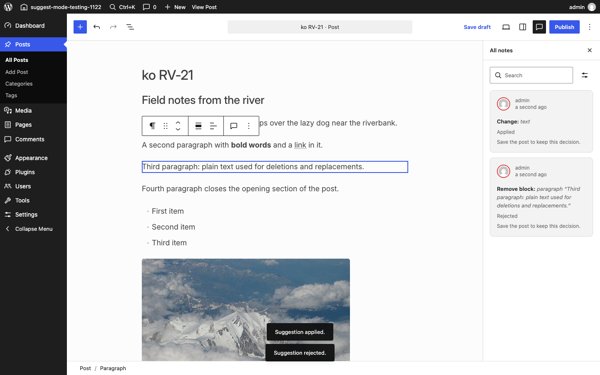 suggest-mode-testing-1122
Ctrl+K
0
New
View Post
admin
Dashboard
Posts
All Posts
Add Post
Categories
Tags
Media
Pages
Comments
Appearance
Plugins
Users
Tools
Settings
Collapse Menu
ko RV-21 · Post
Save draft
Publish
ko RV-21
Field notes from the river
ps over the lazy dog near the riverbank.
A second paragraph with bold words and a link in it.
Third paragraph: plain text used for deletions and replacements.
Fourth paragraph closes the opening section of the post.
· First item
· Second item
· Third item
Suggestion applied.
Suggestion rejected.
Post / Paragraph
All notes
Search
admin
a second ago
Change: text
Applied
Save the post to keep this decision.
admin
a second ago
Remove block: paragraph "Third
paragraph: plain text used for
deletions and replacements."
Rejected
Save the post to keep this decision.